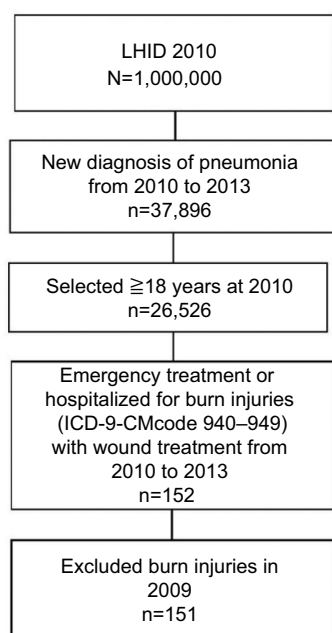 LHID 2010
N=1,000,000
New diagnosis of pneumonia
from 2010 to 2013
n=37,896
Selected ≧18 years at 2010
n=26,526
Emergency treatment or
hospitalized for burn injuries
(ICD-9-CMcode 940–949)
with wound treatment from
2010 to 2013
n=152
Excluded burn injuries in
2009
n=151